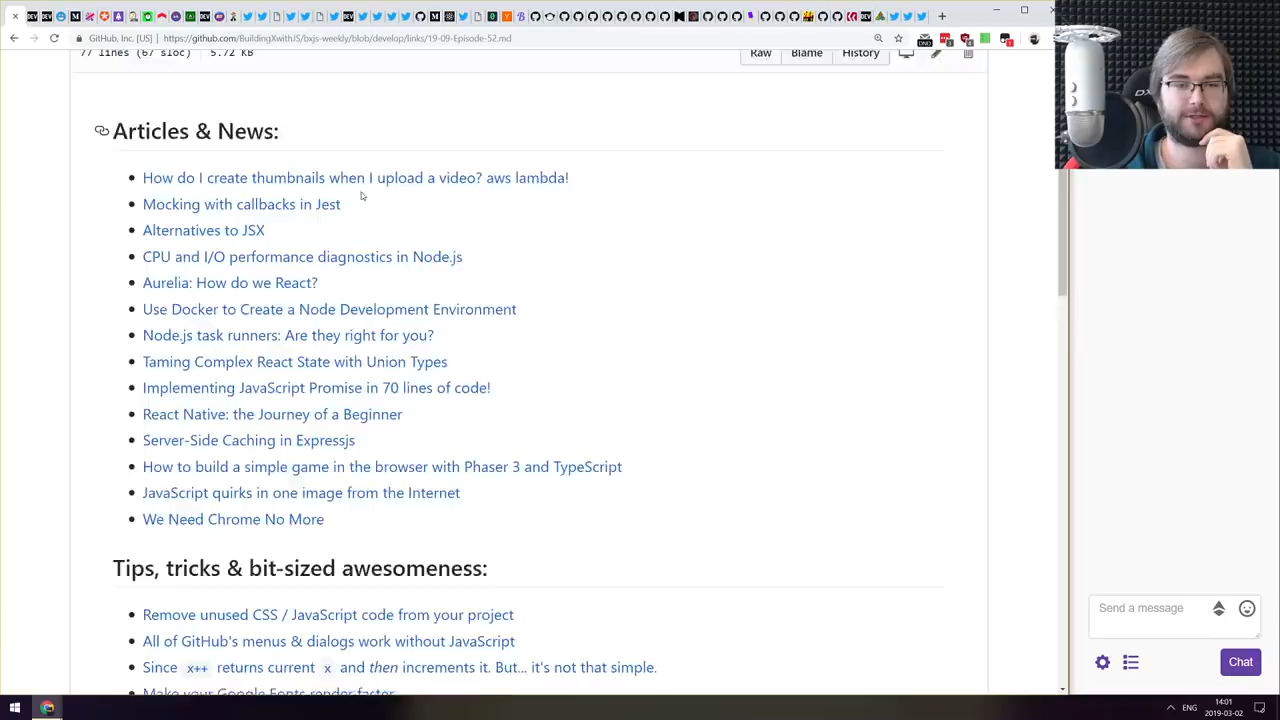 GitHub, Inc. [US] | https://github.com/BuildingXwithJS/bxjs-weekly/blob/develop/links/19-09-Episode-52.md
// lines (67 sloc) 5.72 KB
Raw Blame History
Articles & News:
How do I create thumbnails when I upload a video? aws lambda!
Mocking with callbacks in Jest
Alternatives to JSX
CPU and I/O performance diagnostics in Node.js
Aurelia: How do we React?
Use Docker to Create a Node Development Environment
Node.js task runners: Are they right for you?
Taming Complex React State with Union Types
Implementing JavaScript Promise in 70 lines of code!
React Native: the Journey of a Beginner
Server-Side Caching in Expressjs
How to build a simple game in the browser with Phaser 3 and TypeScript
JavaScript quirks in one image from the Internet
We Need Chrome No More
Tips, tricks & bit-sized awesomeness:
Remove unused CSS / JavaScript code from your project
All of GitHub's menus & dialogs work without JavaScript
Since x++ returns current x and then increments it. But... it's not that simple.
Make your Google Fonts render faster
Send a message
Chat
ENG
14:01
2019-03-02